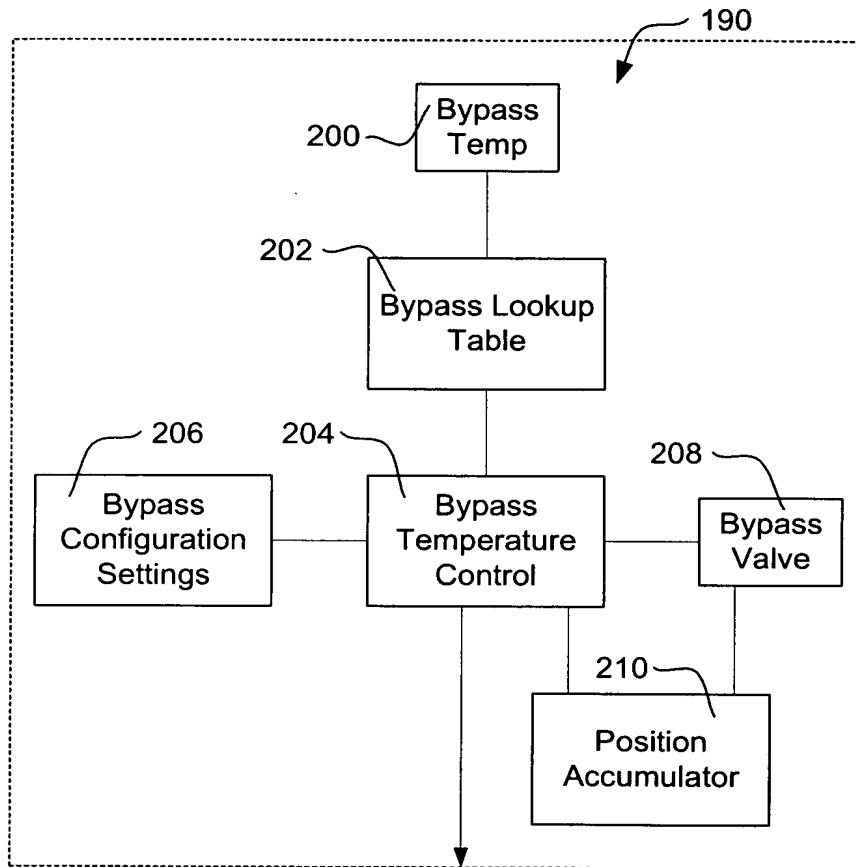 190
200
Bypass
Temp
202
Bypass Lookup
Table
206
204
208
Bypass
Configuration
Settings
Bypass
Temperature
Control
Bypass
Valve
210
Position
Accumulator